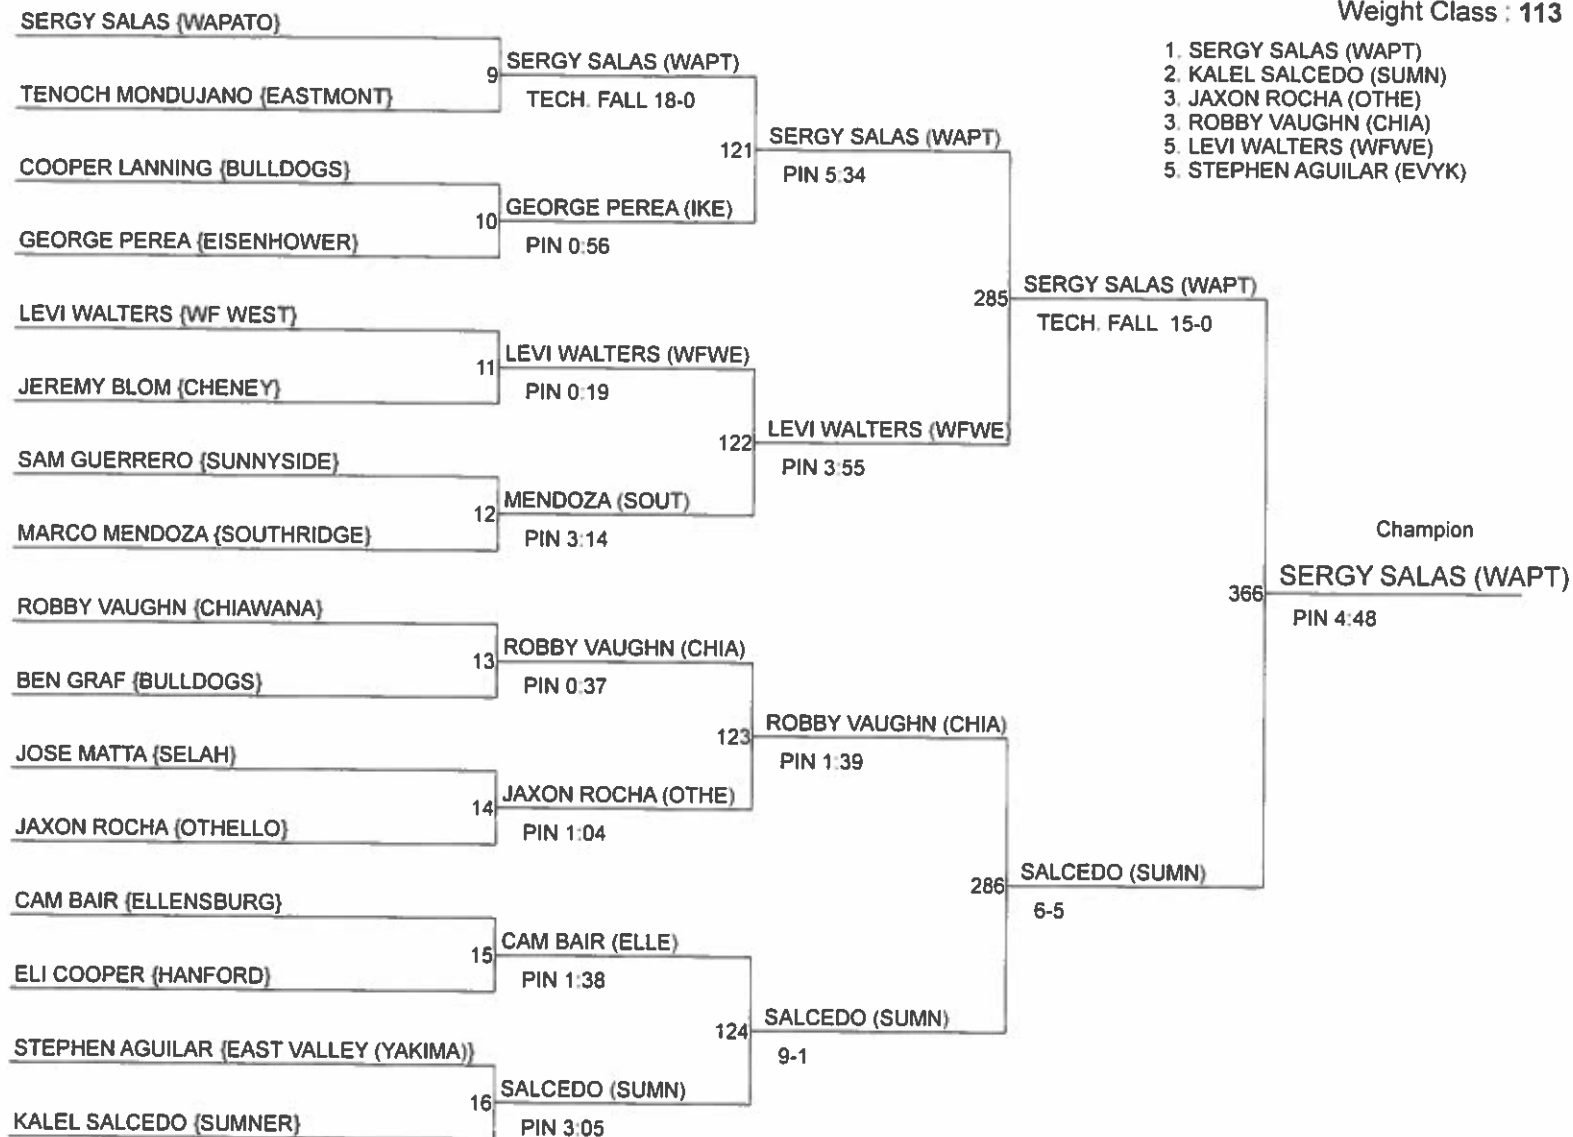 Weight Class : 113
1. SERGY SALAS (WAPT)
2. KALEL SALCEDO (SUMN)
3. JAXON ROCHA (OTHE)
3. ROBBY VAUGHN (CHIA)
5. LEVI WALTERS (WFWE)
5. STEPHEN AGUILAR (EVYK)
SERGY SALAS {WAPATO}
9 SERGY SALAS (WAPT)
TECH. FALL 18-0
TENOCH MONDUJANO {EASTMONT}
121 SERGY SALAS (WAPT)
PIN 5:34
COOPER LANNING {BULLDOGS}
10 GEORGE PEREA (IKE)
PIN 0:56
GEORGE PEREA {EISENHOWER}
285 SERGY SALAS (WAPT)
TECH. FALL 15-0
LEVI WALTERS {WF WEST}
11 LEVI WALTERS (WFWE)
PIN 0:19
JEREMY BLOM {CHENEY}
122 LEVI WALTERS (WFWE)
PIN 3:55
SAM GUERRERO {SUNNYSIDE}
12 MENDOZA (SOUT)
PIN 3:14
MARCO MENDOZA {SOUTHRIDGE}
Champion
366 SERGY SALAS (WAPT)
PIN 4:48
ROBBY VAUGHN {CHIAWANA}
13 ROBBY VAUGHN (CHIA)
PIN 0:37
BEN GRAF {BULLDOGS}
123 ROBBY VAUGHN (CHIA)
PIN 1:39
JOSE MATTA {SELAH}
14 JAXON ROCHA (OTHE)
PIN 1:04
JAXON ROCHA {OTHELLO}
286 SALCEDO (SUMN)
6-5
CAM BAIR {ELLENSBURG}
15 CAM BAIR (ELLE)
PIN 1:38
ELI COOPER {HANFORD}
124 SALCEDO (SUMN)
9-1
STEPHEN AGUILAR {EAST VALLEY (YAKIMA)}
16 SALCEDO (SUMN)
PIN 3:05
KALEL SALCEDO {SUMNER}